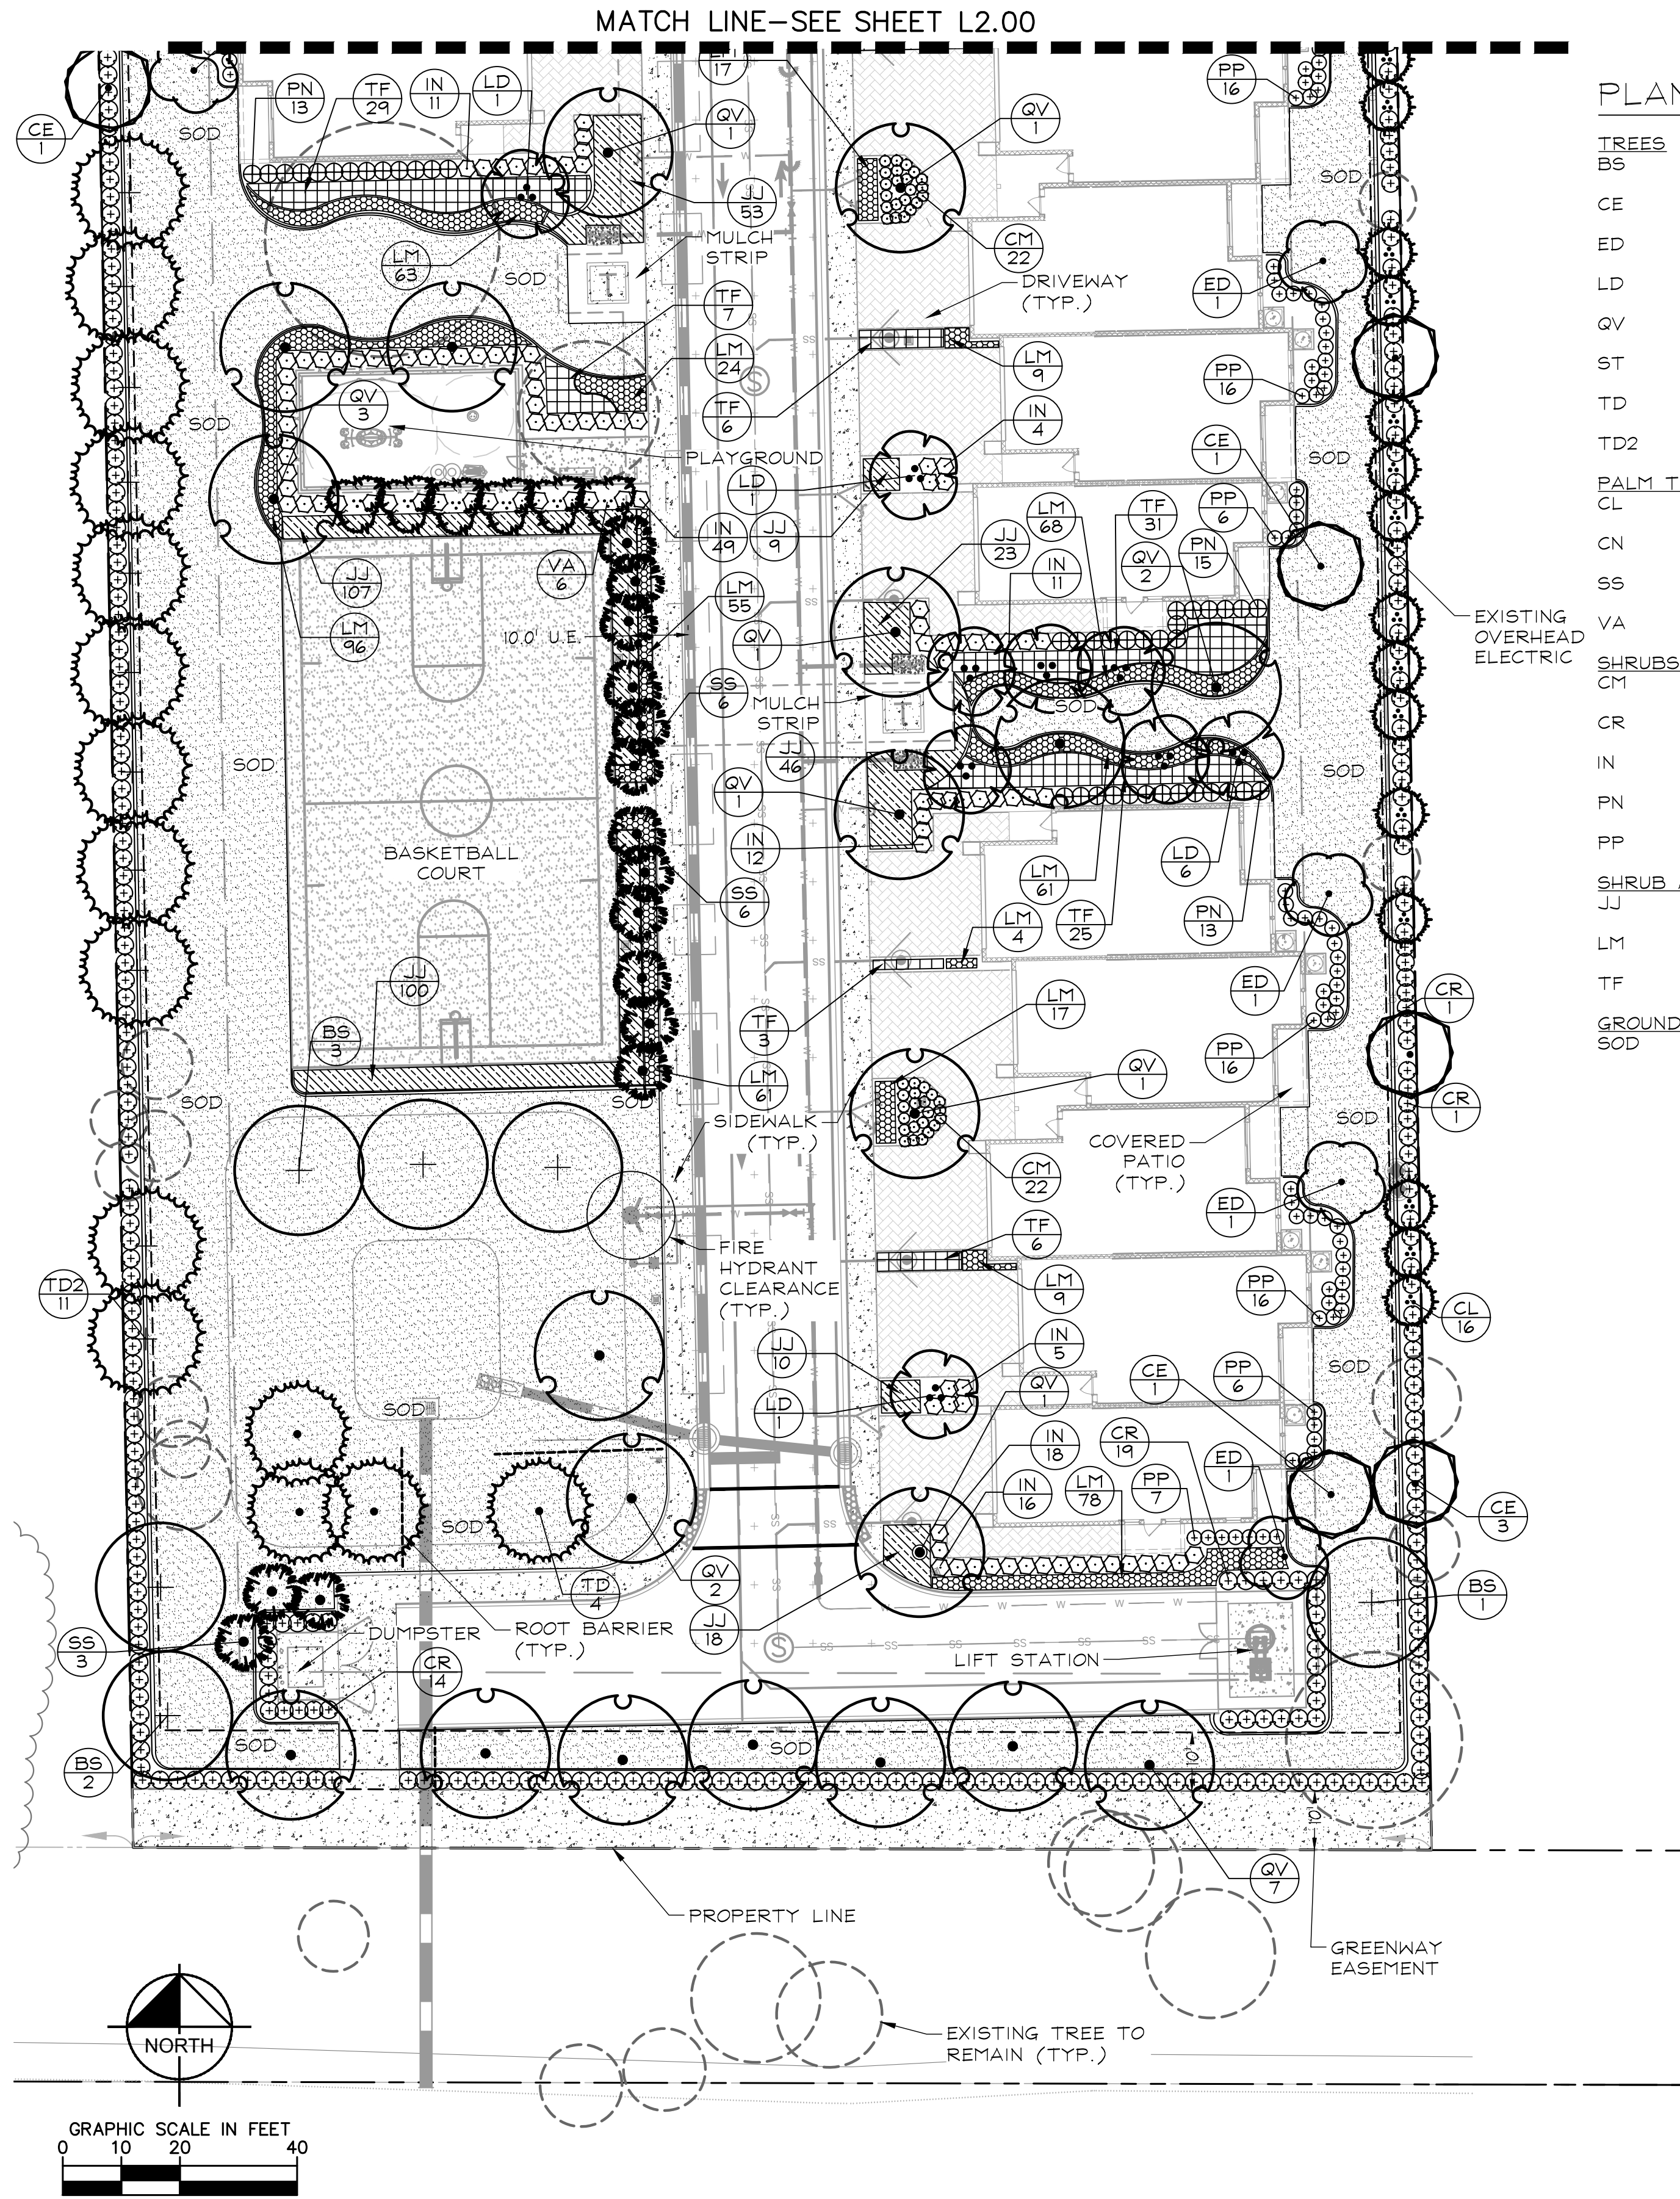 MATCH LINE-SEE SHEET L2.00
17
PP
16
PN
13
TF
29
IN
11
LD
1
CE
1
QV
1
QV
1
SOD
SOD
JJ
53
CM
22
MULCH
STRIP
LM
63
SOD
DRIVEWAY
(TYP.)
ED
1
TF
7
LM
24
LM
9
PP
16
QV
3
TF
6
IN
4
SOD
CE
1
SOD
PLAYGROUND
LD
1
LM
68
TF
31
PP
6
IN
49
JJ
9
JJ
23
QV
2
PN
15
VA
6
JJ
107
IN
11
LM
55
LM
96
10.0' U.E.
QV
1
EXISTING
OVERHEAD
ELECTRIC
SS
6
MULCH
STRIP
SOD
JJ
46
SOD
SOD
QV
1
BASKETBALL
COURT
IN
12
LD
6
LM
61
SS
6
LM
4
TF
25
PN
13
JJ
100
ED
1
CR
1
LM
17
BS
3
TF
3
PP
16
QV
1
LM
61
SOD
SOD
CR
1
SIDEWALK
(TYP.)
SOD
COVERED
PATIO
(TYP.)
CM
22
ED
1
TF
6
FIRE
HYDRANT
CLEARANCE
(TYP.)
TD2
11
LM
9
PP
16
CL
16
JJ
10
IN
5
SOD
CE
1
PP
6
SOD
LD
1
QV
1
IN
18
CR
19
ED
1
IN
16
LM
78
PP
7
CE
3
SOD
TD
4
QV
2
BS
1
JJ
18
SS
3
DUMPSTER
ROOT BARRIER
(TYP.)
CR
14
LIFT STATION
SOD
SOD
10'
BS
2
10'
QV
7
PROPERTY LINE
GREENWAY
EASEMENT
EXISTING TREE TO
REMAIN (TYP.)
NORTH
GRAPHIC SCALE IN FEET
0 10 20 40
PLAN
TREES
BS
CE
ED
LD
QV
ST
TD
TD2
PALM T
CL
CN
SS
VA
SHRUBS
CM
CR
IN
PN
PP
SHRUB
JJ
LM
TF
GROUND
SOD